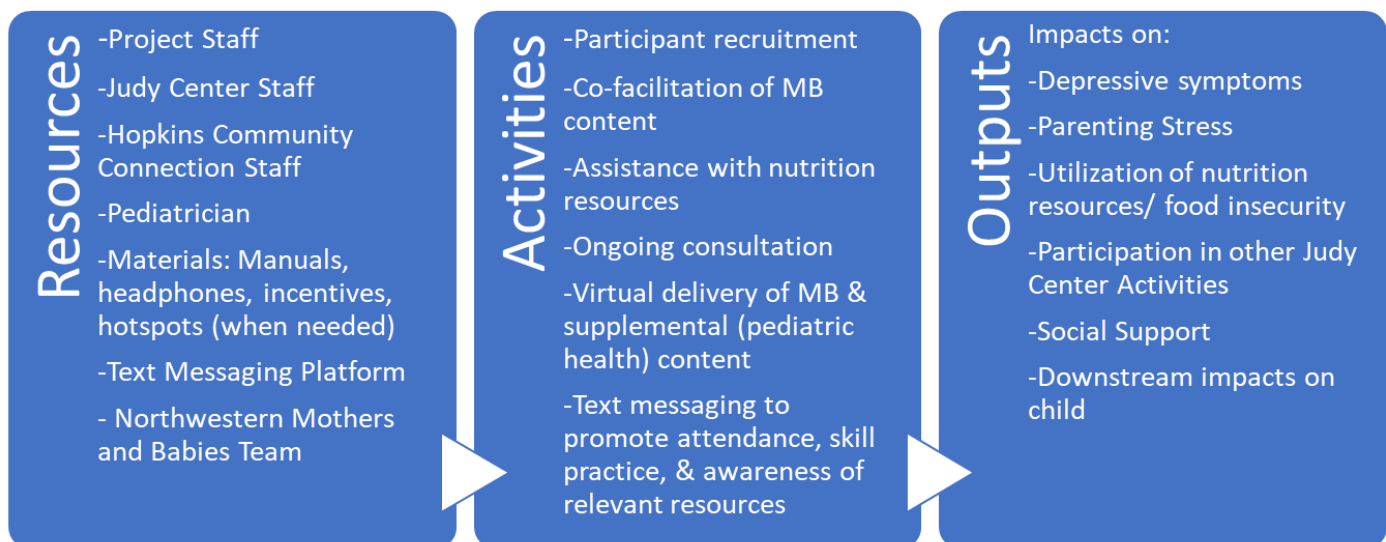 Resources
-Project Staff
-Judy Center Staff
-Hopkins Community
Connection Staff
-Pediatrician
-Materials: Manuals,
headphones, incentives,
hotspots (when needed)
-Text Messaging Platform
- Northwestern Mothers
and Babies Team
Activities
-Participant recruitment
-Co-facilitation of MB
content
-Assistance with nutrition
resources
-Ongoing consultation
-Virtual delivery of MB &
supplemental (pediatric
health) content
-Text messaging to
promote attendance, skill
practice, & awareness of
relevant resources
Outputs
Impacts on:
-Depressive symptoms
-Parenting Stress
-Utilization of nutrition
resources/ food insecurity
-Participation in other Judy
Center Activities
-Social Support
-Downstream impacts on
child